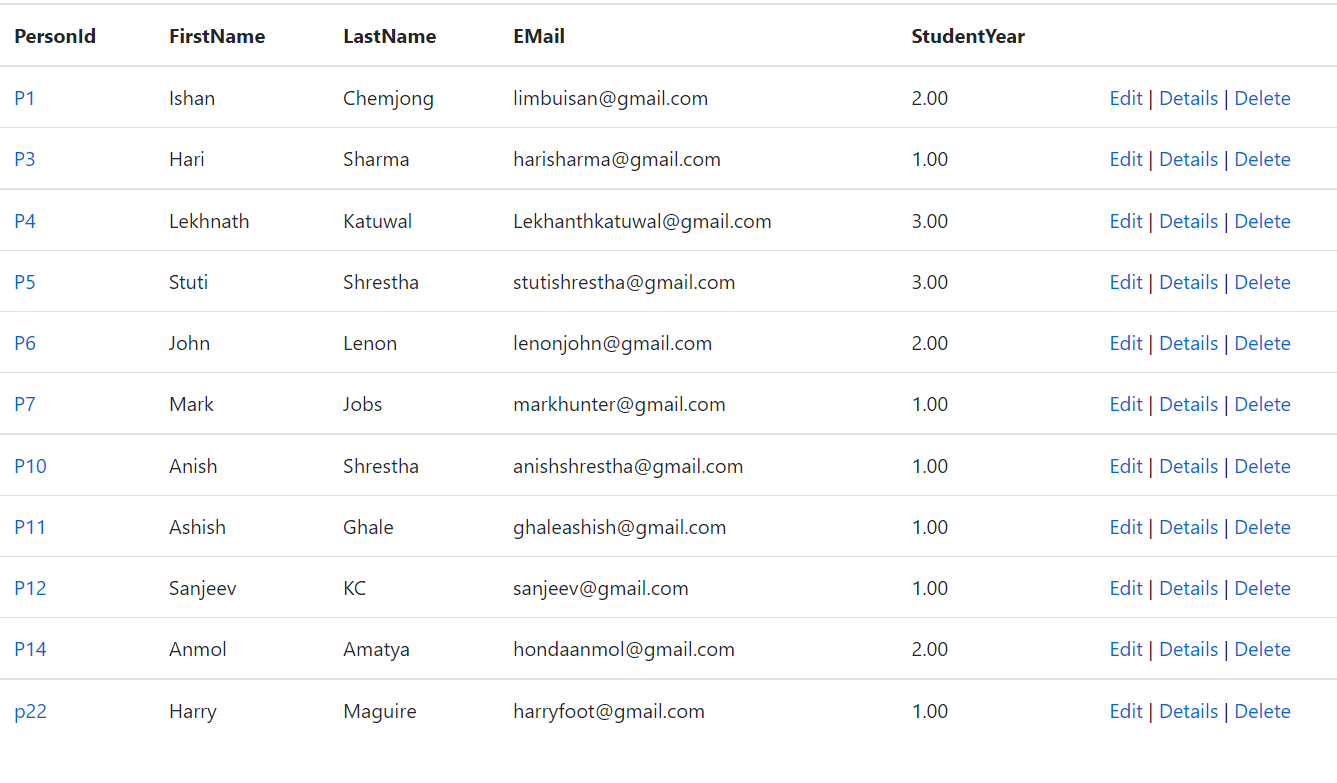 PersonId FirstName LastName EMail StudentYear
P1 Ishan Chemjong limbuisan@gmail.com 2.00 Edit | Details | Delete
P3 Hari Sharma harisharma@gmail.com 1.00 Edit | Details | Delete
P4 Lekhnath Katuwal Lekhanthkatuwal@gmail.com 3.00 Edit | Details | Delete
P5 Stuti Shrestha stutishrestha@gmail.com 3.00 Edit | Details | Delete
P6 John Lenon lenonjohn@gmail.com 2.00 Edit | Details | Delete
P7 Mark Jobs markhunter@gmail.com 1.00 Edit | Details | Delete
P10 Anish Shrestha anishshrestha@gmail.com 1.00 Edit | Details | Delete
P11 Ashish Ghale ghaleashish@gmail.com 1.00 Edit | Details | Delete
P12 Sanjeev KC sanjeev@gmail.com 1.00 Edit | Details | Delete
P14 Anmol Amatya hondaanmol@gmail.com 2.00 Edit | Details | Delete
p22 Harry Maguire harryfoot@gmail.com 1.00 Edit | Details | Delete